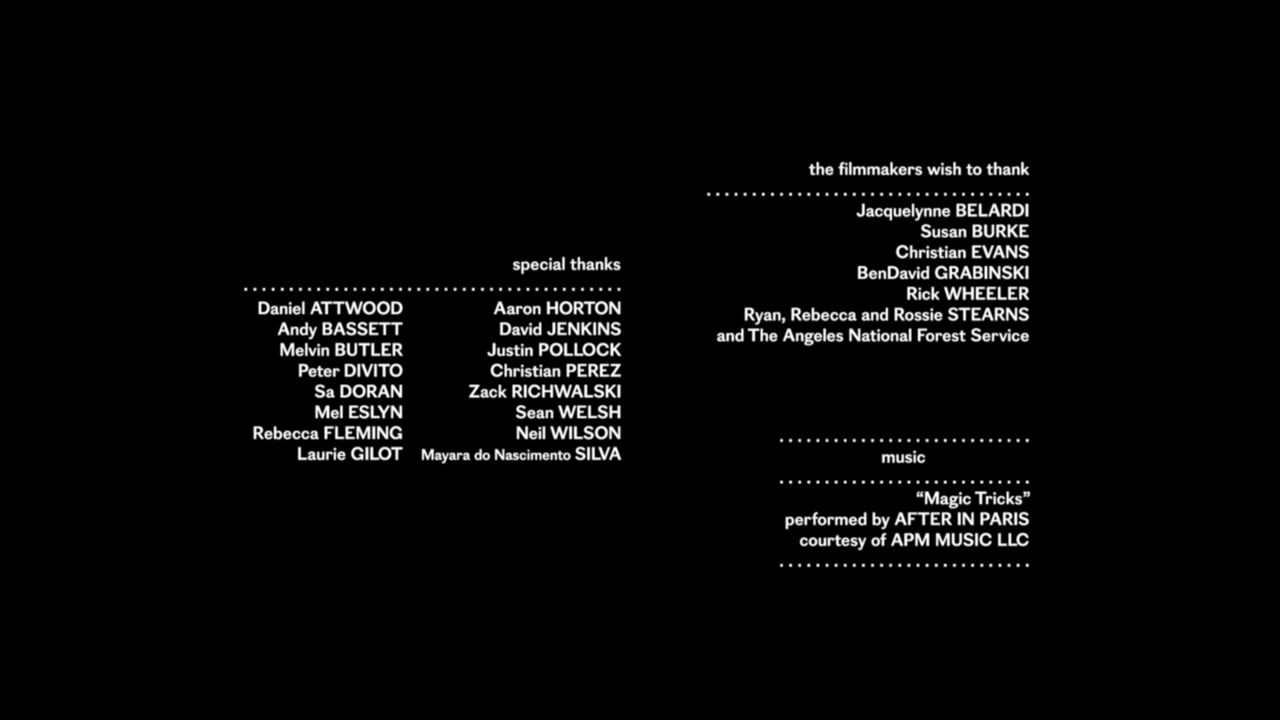 special thanks
Daniel ATTWOOD
Andy BASSETT
Melvin BUTLER
Peter DIVITO
Sa DORAN
Mel ESLYN
Rebecca FLEMING
Laurie GILOT
Aaron HORTON
David JENKINS
Justin POLLOCK
Christian PEREZ
Zack RICHWALSKI
Sean WELSH
Neil WILSON
Mayara do Nascimento SILVA
the filmmakers wish to thank
Jacquelynne BELARDI
Susan BURKE
Christian EVANS
BenDavid GRABINSKI
Rick WHEELER
Ryan, Rebecca and Rossie STEARNS
and The Angeles National Forest Service
music
“Magic Tricks”
performed by AFTER IN PARIS
courtesy of APM MUSIC LLC